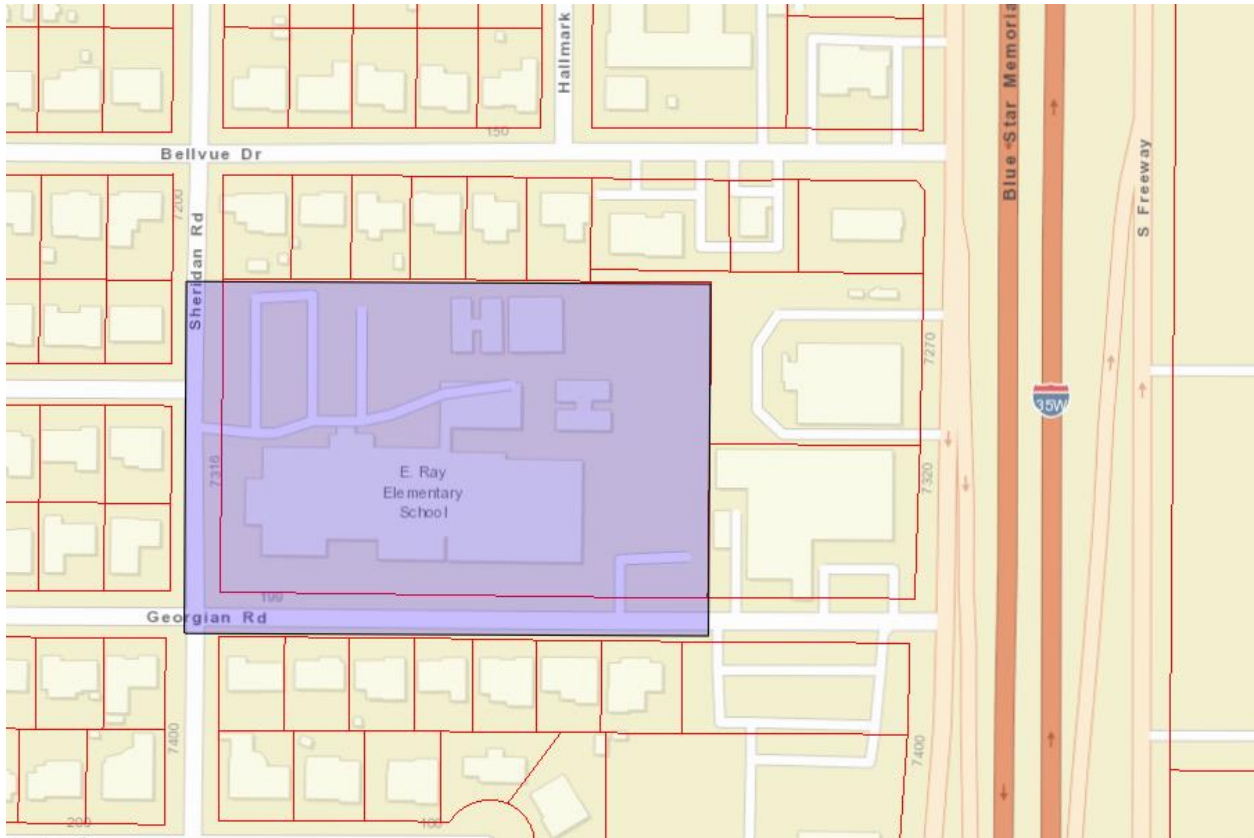 Hallmark
Blue Star Memoria
150
Bellvue Dr
S Freeway
7200
Sheridan Rd
7270
35W
E. Ray
Elementary
School
7316
7320
199
Georgian Rd
7400
7400
200
100